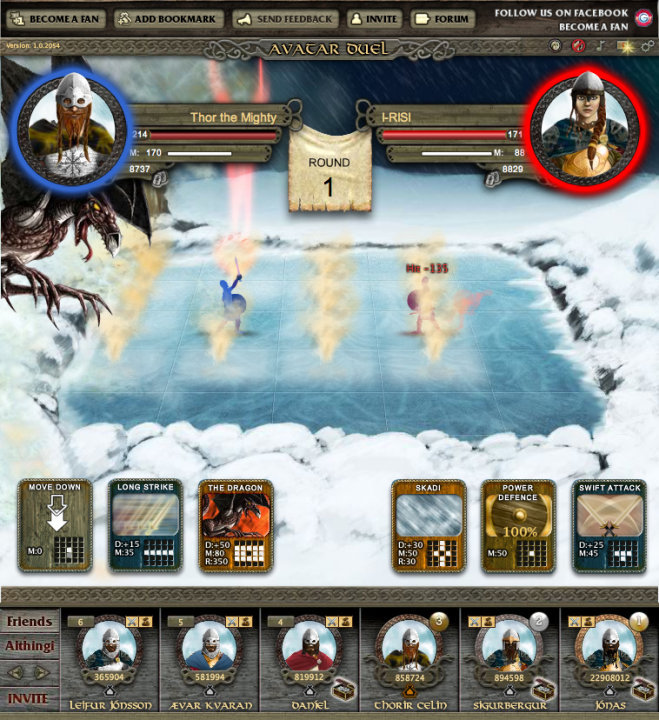 BECOME A FAN
ADD BOOKMARK
SEND FEEDBACK
INVITE
FORUM
FOLLOW US ON FACEBOOK
BECOME A FAN
Version: 1.0.2054
AVATAR DUEL
Thor the Mighty
I-RISI
214
171
M: 170
M: 88
8737
8829
ROUND
1
H: -135
MOVE DOWN
M:0
LONG STRIKE
D:+15
M:35
THE DRAGON
D:+50
M:80
R:350
SKADI
D:+30
M:50
R:30
POWER
DEFENCE
100%
M:50
SWIFT ATTACK
D:+25
M:45
Friends
Althingi
INVITE
6
365904
LEIFUR JÓNSSON
5
581994
ÆVAR KVARAN
4
819912
DANÍEL
3
858724
THORIR CELIN
2
894598
SIGURBERGUR
1
22908012
JÓNAS